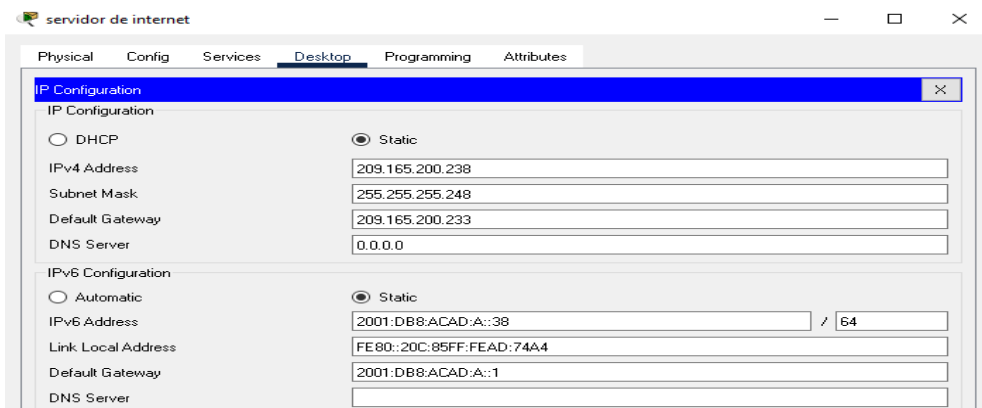 servidor de internet
Physical Config Services Desktop Programming Attributes
IP Configuration X
IP Configuration
DHCP Static
IPv4 Address 209.165.200.238
Subnet Mask 255.255.255.248
Default Gateway 209.165.200.233
DNS Server 0.0.0.0
IPv6 Configuration
Automatic Static
IPv6 Address 2001:DB8:ACAD:A::38 / 64
Link Local Address FE80::20C:85FF:FEAD:74A4
Default Gateway 2001:DB8:ACAD:A::1
DNS Server